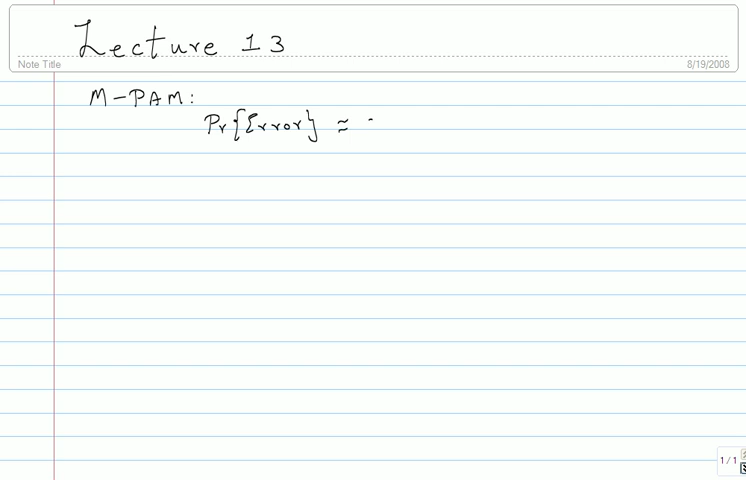 Lecture 13
Note Title
8/19/2008
M-PAM:
Pr{Error} ≈
1/1